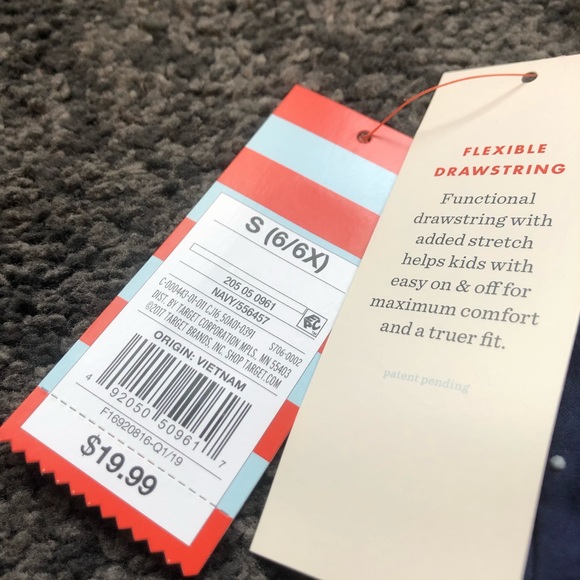 S (6/6X)
205 05 0961
NAVY/556457
C-000443-01-011 CJ16 50A01-0391
S706-0002
DIST. BY TARGET CORPORATION MPLS, MN 55403
©2017 TARGET BRANDS, INC. SHOP TARGET.COM
ORIGIN: VIETNAM
4 92050 50961 7
F16920816-Q1/19
$19.99
FLEXIBLE
DRAWSTRING
Functional
drawstring with
added stretch
helps kids with
easy on & off for
maximum comfort
and a truer fit.
patent pending